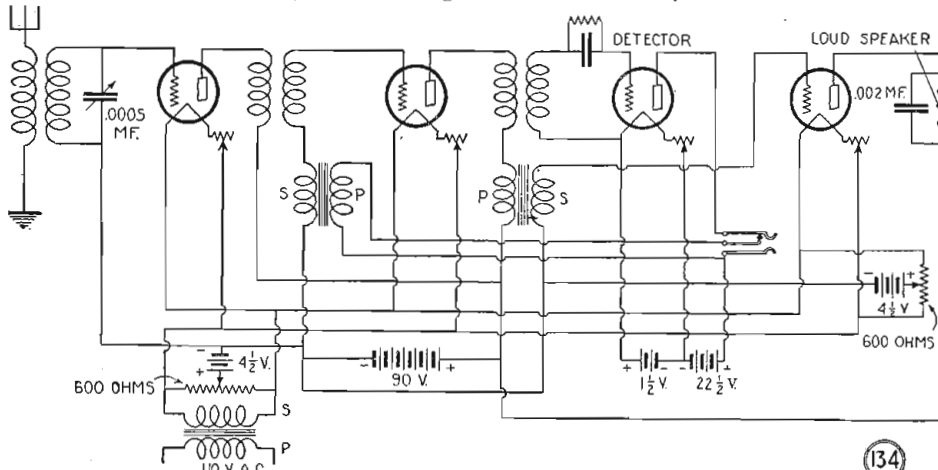 DETECTOR
LOUD SPEAKER
.0005
MF.
.002 MF.
S
P
P
S
-
+
4½ V
600 OHMS
-
+
4½ V.
600 OHMS
-
+
90 V.
+
-
-
+
1½ V.
22½ V.
S
P
110 V. A.C.
134